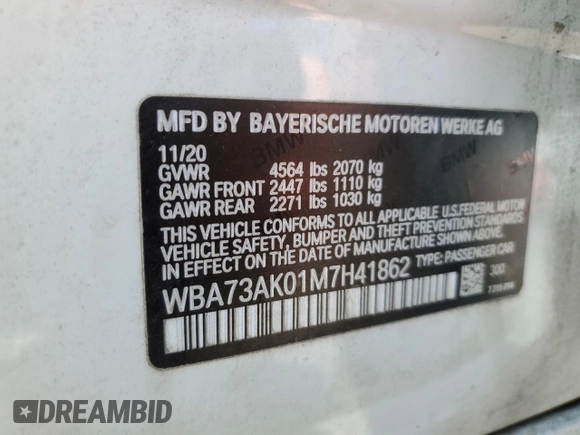 MFD BY BAYERISCHE MOTOREN WERKE AG
11/20
GVWR 4564 lbs 2070 kg
GAWR FRONT 2447 lbs 1110 kg
GAWR REAR 2271 lbs 1030 kg
THIS VEHICLE CONFORMS TO ALL APPLICABLE U.S.FEDERAL MOTOR
VEHICLE SAFETY, BUMPER AND THEFT PREVENTION STANDARDS
IN EFFECT ON THE DATE OF MANUFACTURE SHOWN ABOVE.
WBA73AK01M7H41862 TYPE: PASSENGER CAR
300
DREAMBID